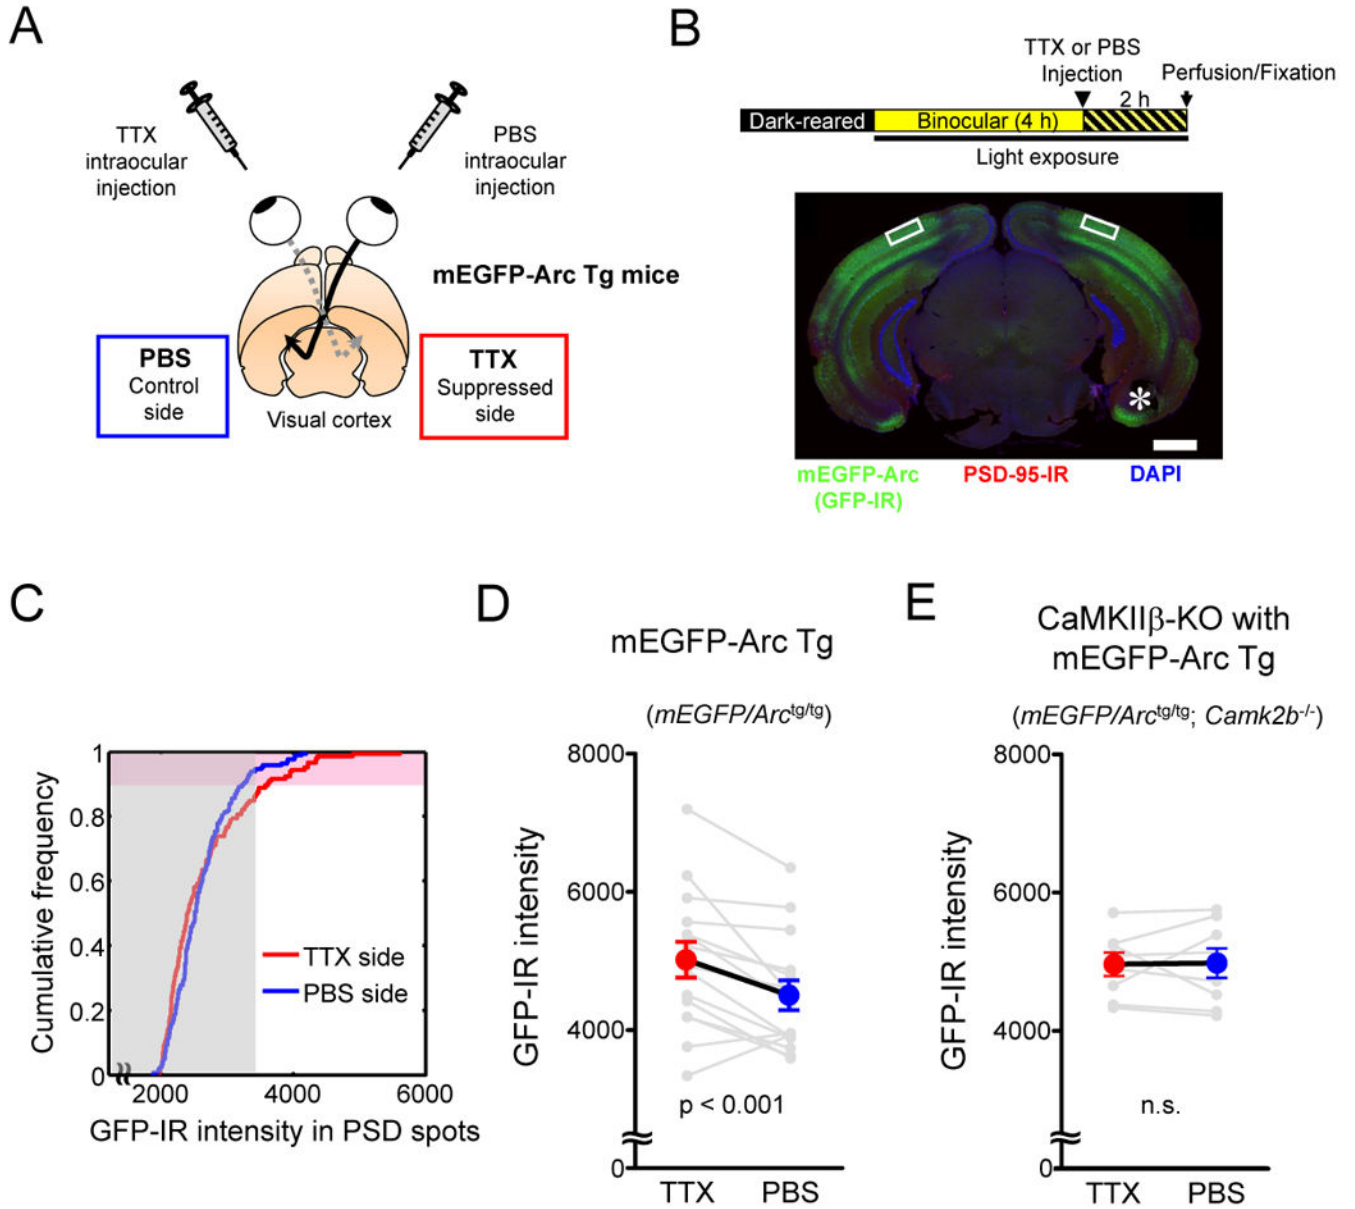 A
TTX
intraocular
injection
PBS
intraocular
injection
mEGFP-Arc Tg mice
PBS
Control
side
TTX
Suppressed
side
Visual cortex
B
TTX or PBS
Injection
Perfusion/Fixation
2 h
Dark-reared
Binocular (4 h)
Light exposure
*
mEGFP-Arc
(GFP-IR)
PSD-95-IR
DAPI
C
Cumulative frequency
1
0.8
0.6
0.4
0.2
0
TTX side
PBS side
2000
4000
6000
GFP-IR intensity in PSD spots
D
mEGFP-Arc Tg
(mEGFP/Arctg/tg)
GFP-IR intensity
8000
6000
4000
0
p < 0.001
TTX
PBS
E
CaMKIIβ-KO with
mEGFP-Arc Tg
(mEGFP/Arctg/tg; Camk2b-/-)
GFP-IR intensity
8000
6000
4000
0
n.s.
TTX
PBS